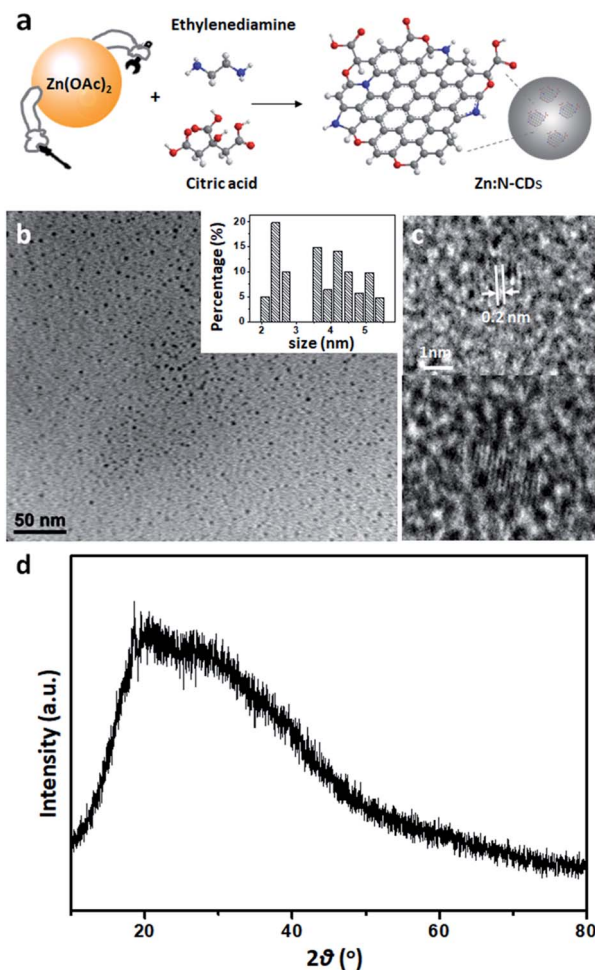 a
Ethylenediamine
Zn(OAc)₂
+
Citric acid
Zn:N-CDs
b
Percentage (%)
20
15
10
5
0
2 3 4 5
size (nm)
50 nm
c
0.2 nm
1nm
d
Intensity (a.u.)
20 40 60 80
2ϑ (°)